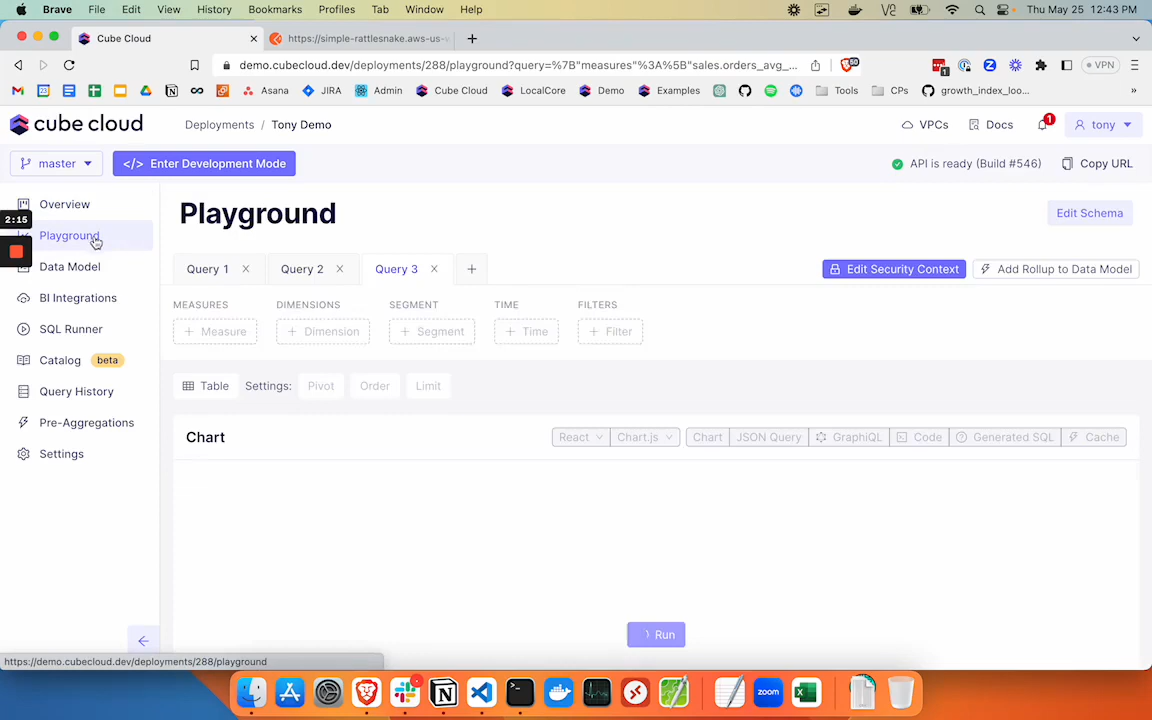 Brave File Edit View History Bookmarks Profiles Tab Window Help Thu May 25 12:43 PM
Cube Cloud https://simple-rattlesnake.aws-us-w
demo.cubecloud.dev/deployments/288/playground?query=%7B"measures"%3A%5B"sales.orders_avg_... 50 VPN
Asana JIRA Admin Cube Cloud LocalCore Demo Examples Tools CPs growth_index_loo... »
cube cloud Deployments / Tony Demo VPCs Docs 1 tony
master </> Enter Development Mode API is ready (Build #546) Copy URL
Overview
2:15
Playground
Data Model
BI Integrations
SQL Runner
Catalog beta
Query History
Pre-Aggregations
Settings
Playground Edit Schema
Query 1 Query 2 Query 3 Edit Security Context Add Rollup to Data Model
MEASURES DIMENSIONS SEGMENT TIME FILTERS
+ Measure + Dimension + Segment + Time + Filter
Table Settings: Pivot Order Limit
Chart React Chart.js Chart JSON Query GraphiQL Code Generated SQL Cache
Run
https://demo.cubecloud.dev/deployments/288/playground
zoom